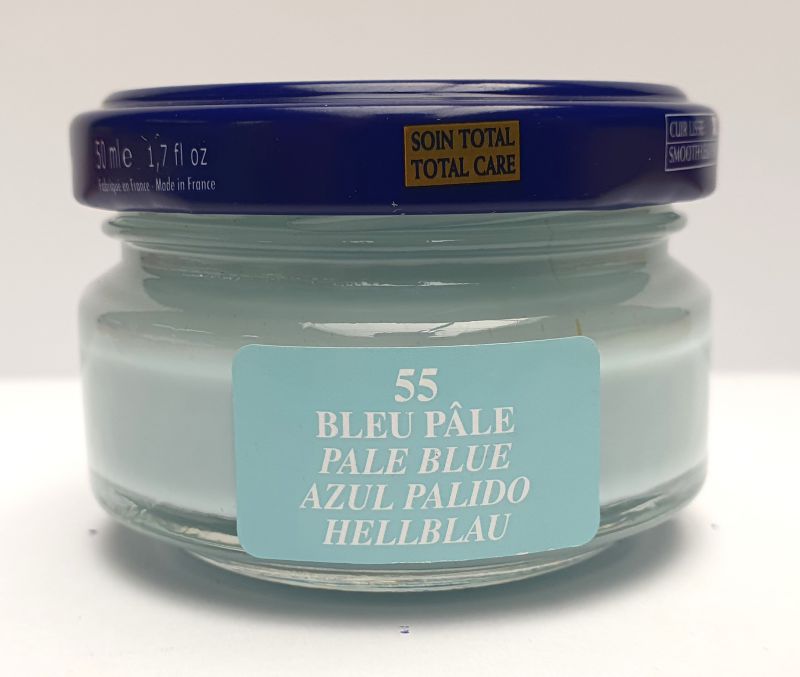 50 ml e 1,7 fl oz
Fabriqué en France - Made in France
SOIN TOTAL
TOTAL CARE
CUIR LISSE
SMOOTH
55
BLEU PÂLE
PALE BLUE
AZUL PALIDO
HELLBLAU